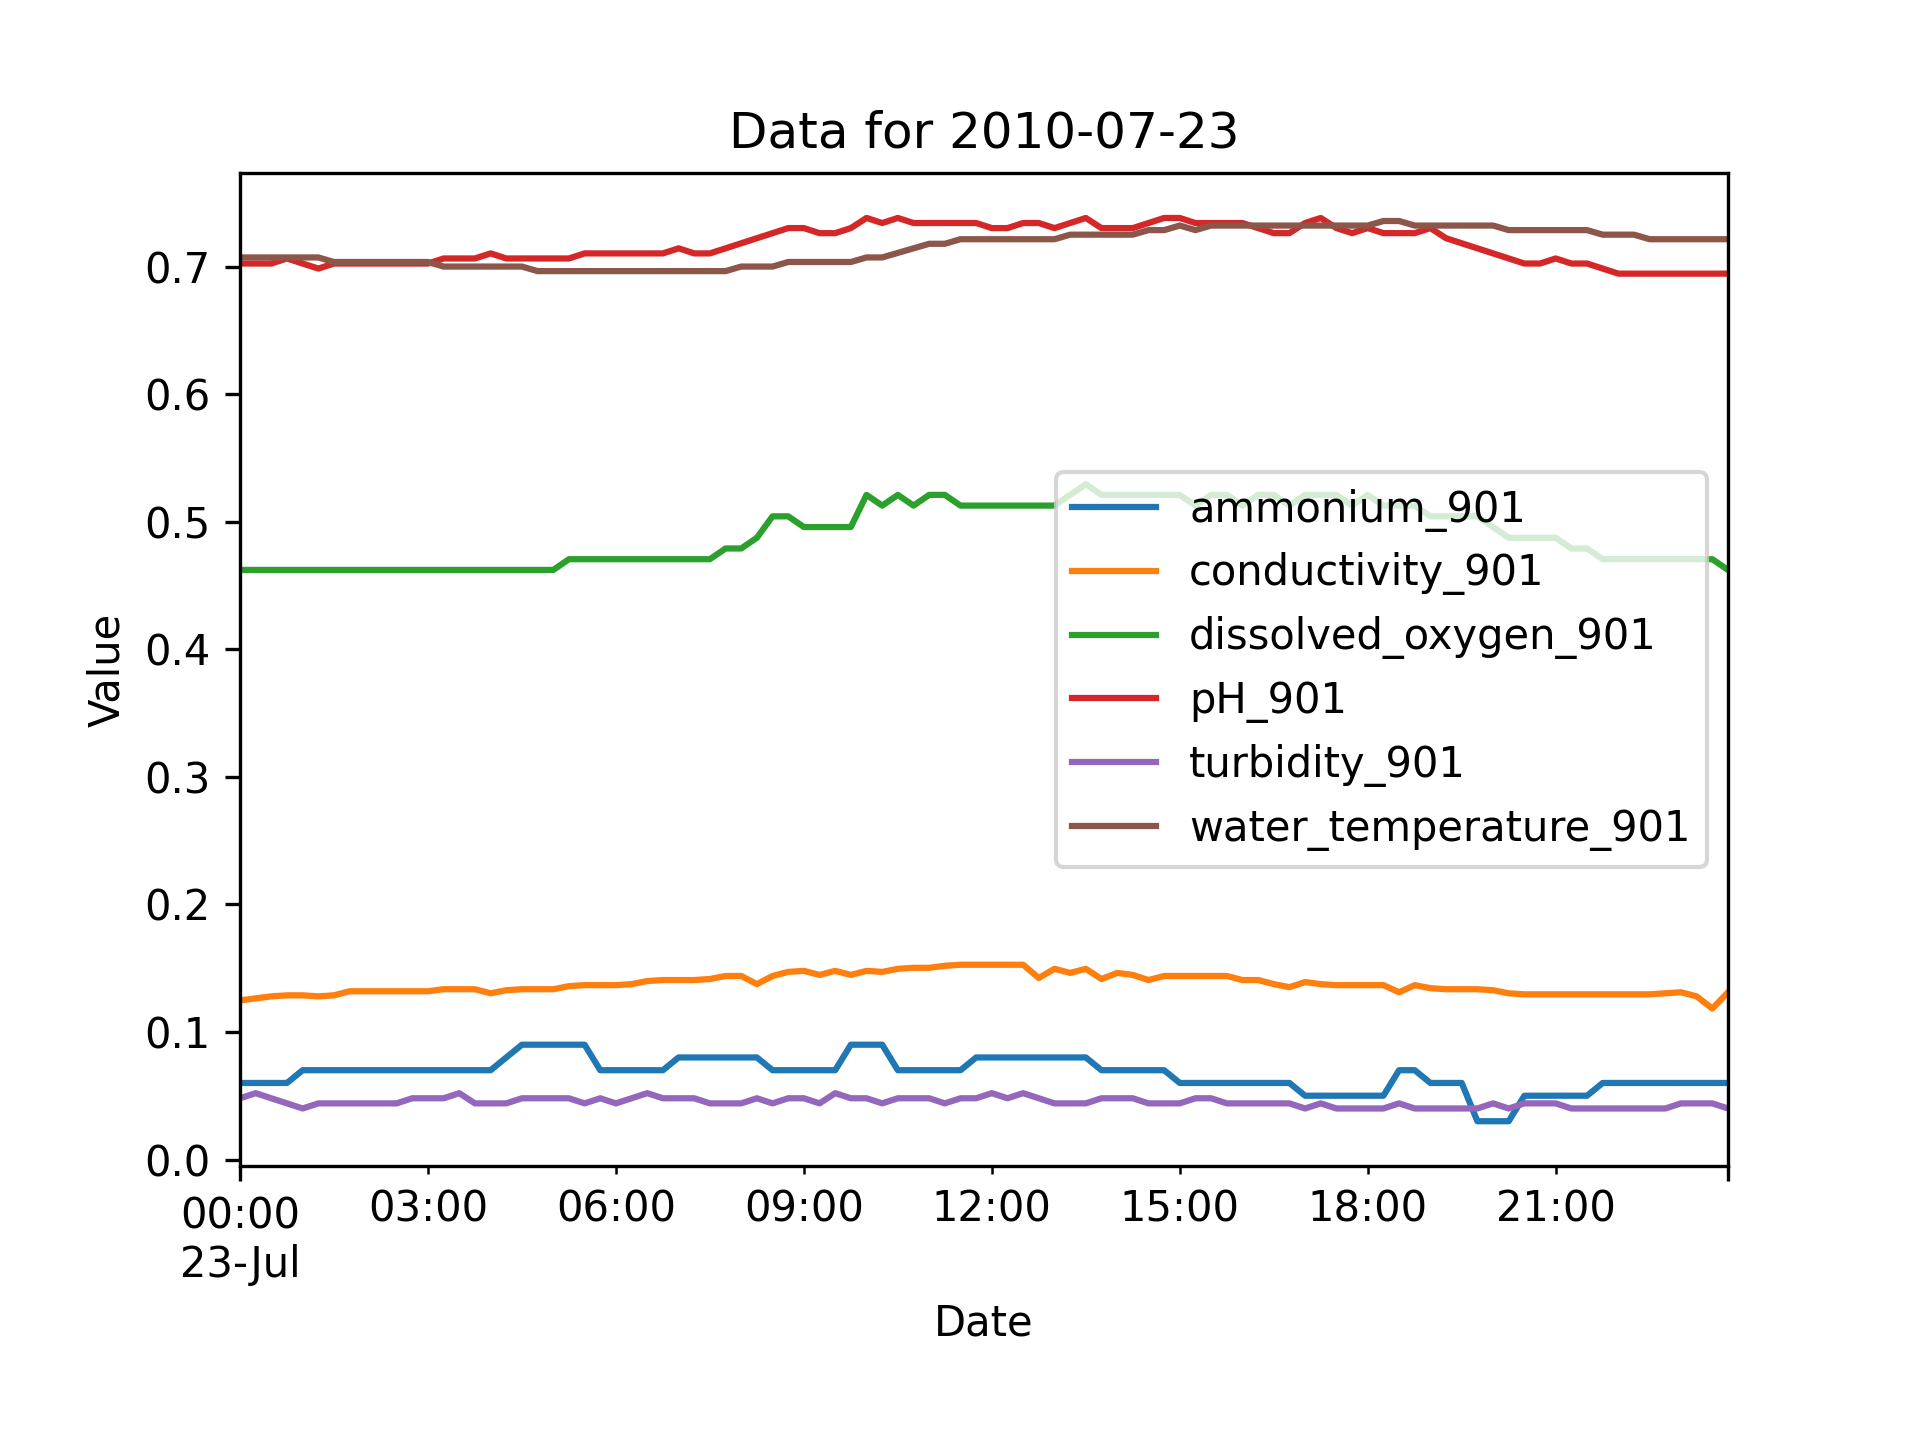 Data for 2010-07-23
Value
0.7
0.6
0.5
0.4
0.3
0.2
0.1
0.0
ammonium_901
conductivity_901
dissolved_oxygen_901
pH_901
turbidity_901
water_temperature_901
00:00 03:00 06:00 09:00 12:00 15:00 18:00 21:00
23-Jul
Date